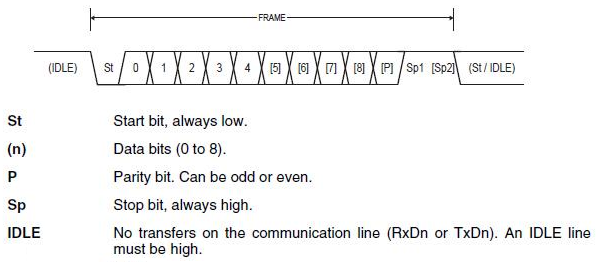 FRAME
(IDLE) St 0 1 2 3 4 [5] [6] [7] [8] [P] Sp1 [Sp2] (St / IDLE)
St Start bit, always low.
(n) Data bits (0 to 8).
P Parity bit. Can be odd or even.
Sp Stop bit, always high.
IDLE No transfers on the communication line (RxDn or TxDn). An IDLE line
must be high.